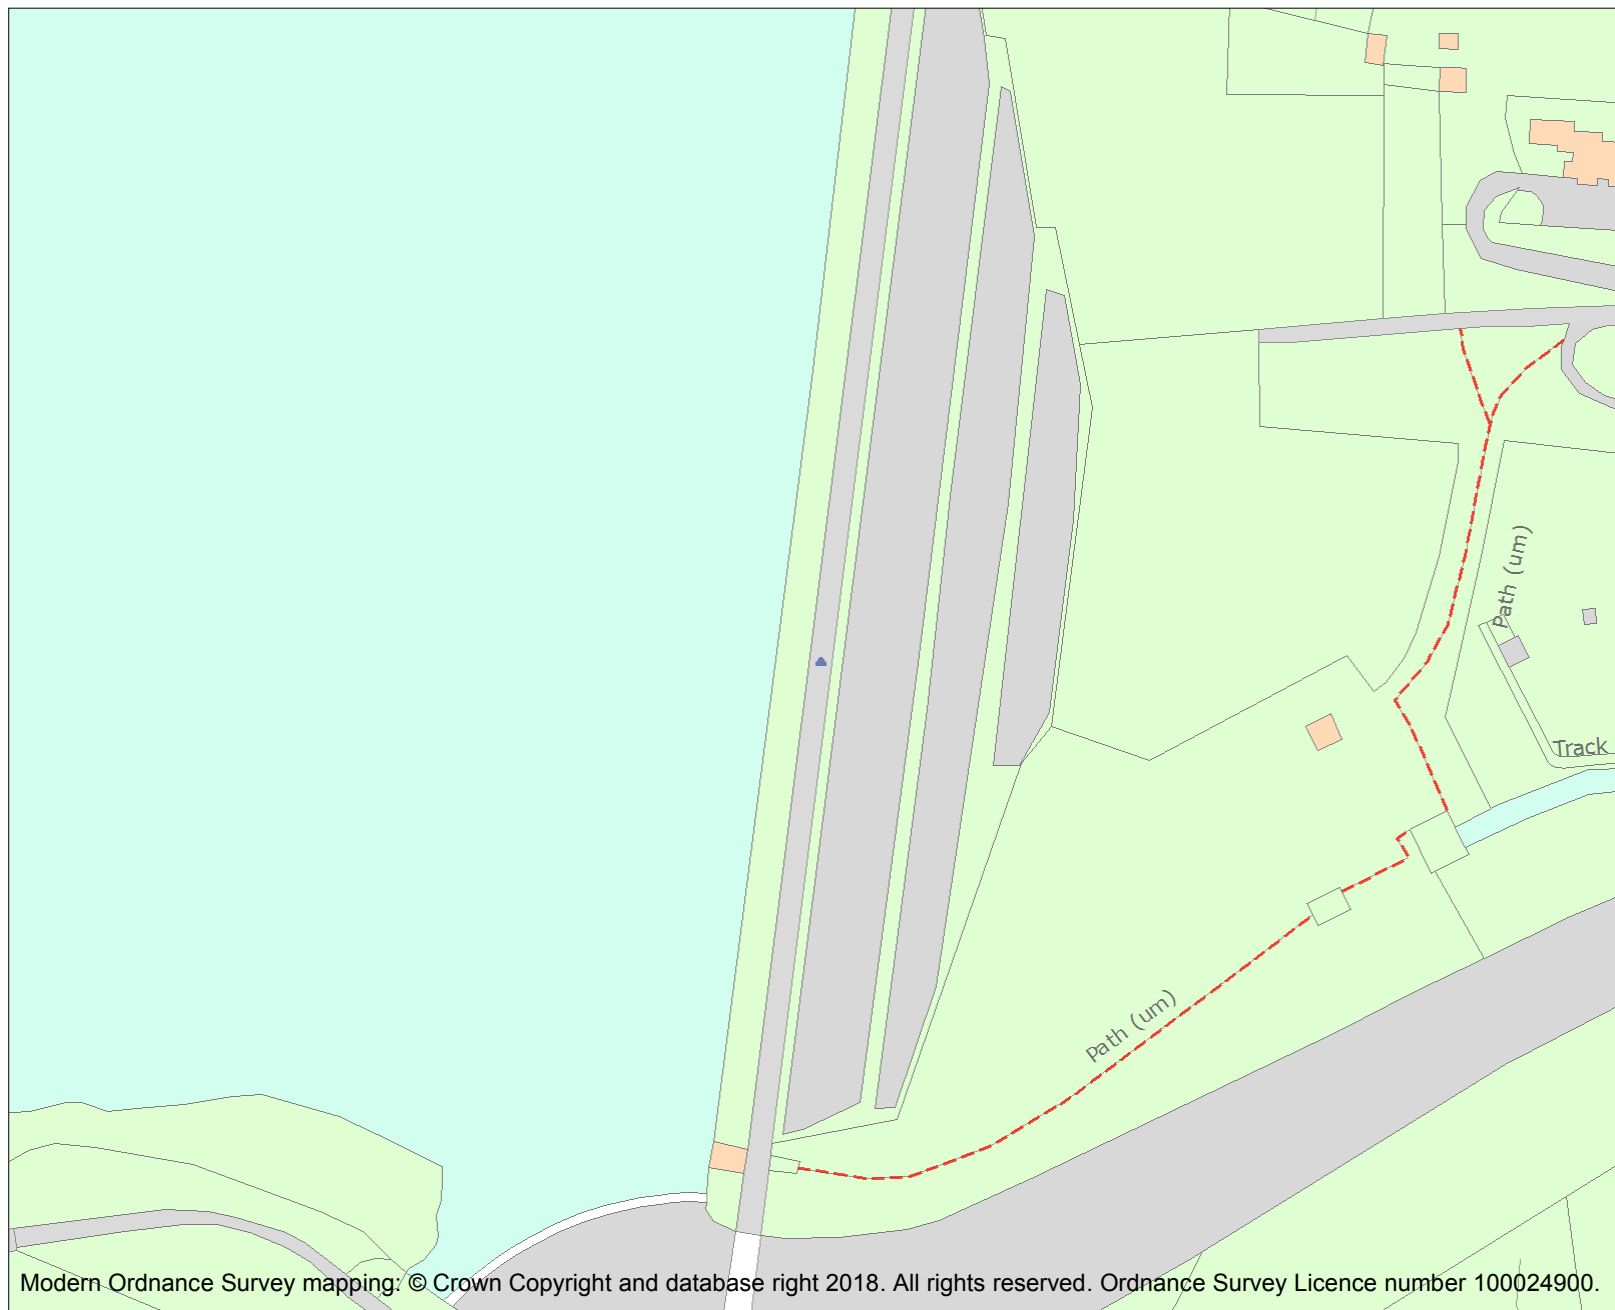 Path (um)
Track
Path (um)
Modern Ordnance Survey mapping: © Crown Copyright and database right 2018. All rights reserved. Ordnance Survey Licence number 100024900.